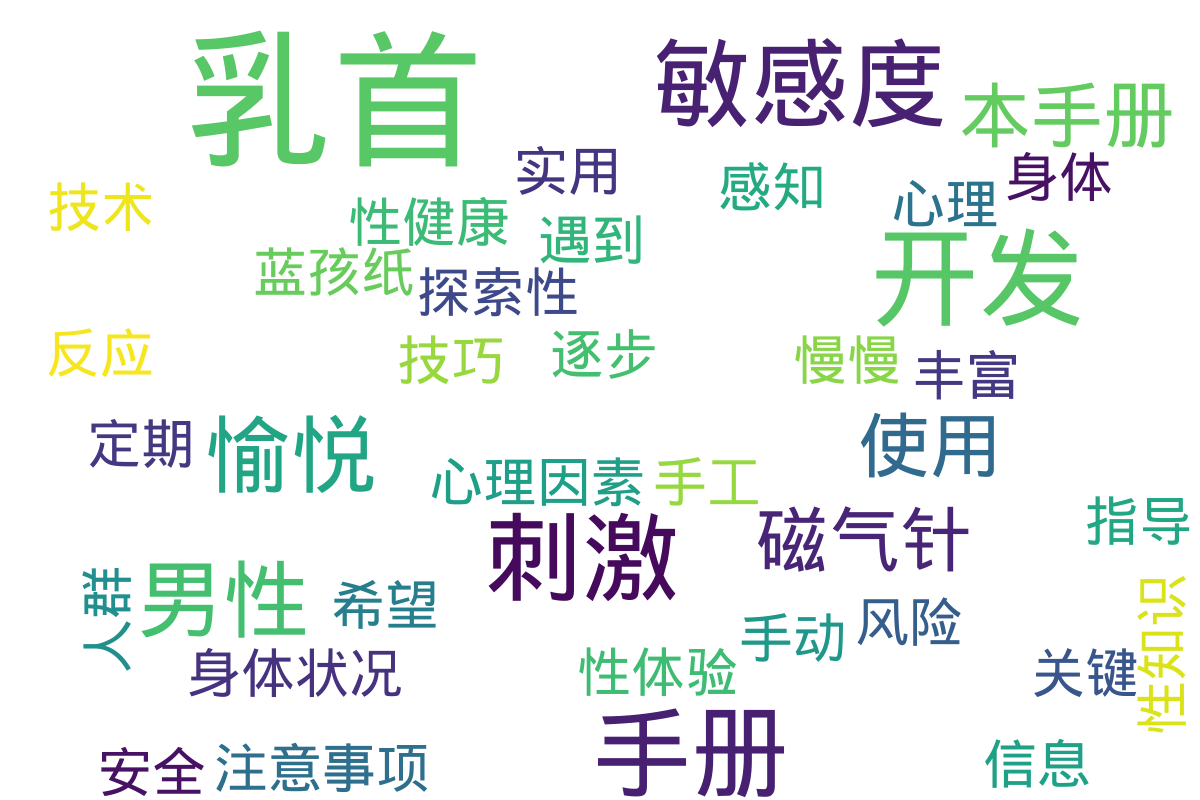 乳首
敏感度
本手册
实用
感知
身体
技术
心理
性健康
遇到
开发
蓝孩纸
探索性
反应
技巧
逐步
慢慢
丰富
定期
愉悦
使用
心理因素
手工
刺激
磁气针
指导
人群
男性
希望
手动
风险
性知识
身体状况
性体验
关键
手册
安全
注意事项
信息